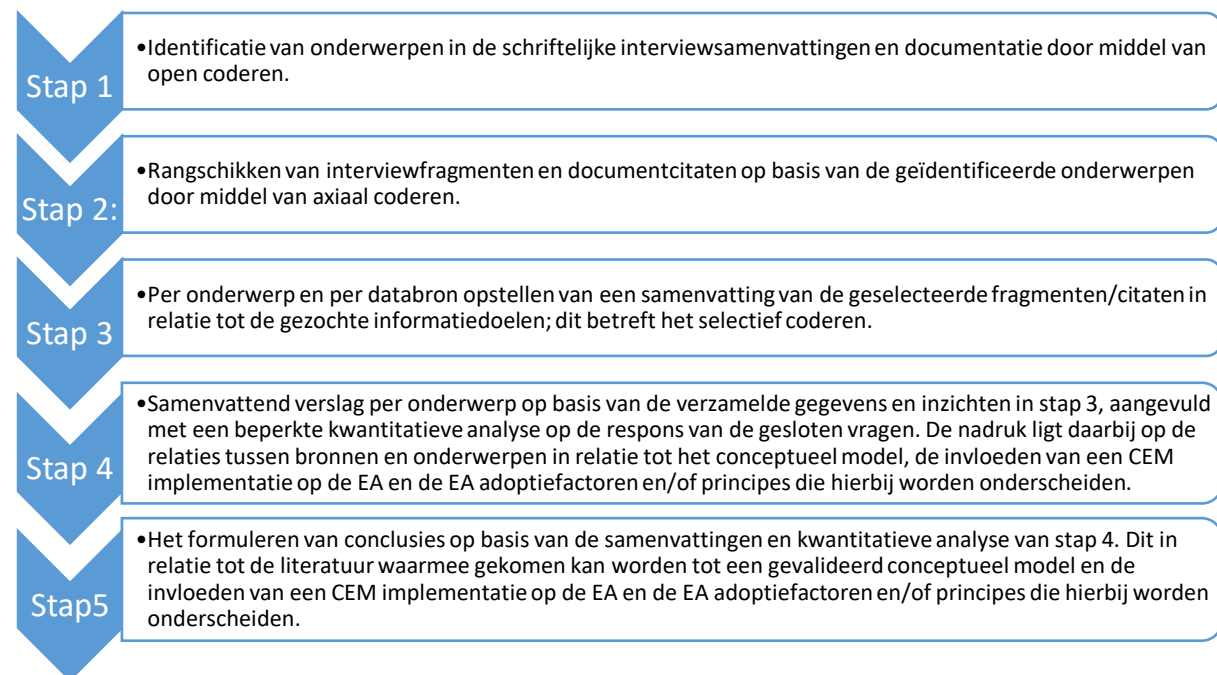 Stap 1
•Identificatie van onderwerpen in de schriftelijke interviewsamenvattingen en documentatie door middel van
open coderen.
Stap 2:
•Rangschikken van interviewfragmenten en documentcitaten op basis van de geïdentificeerde onderwerpen
door middel van axiaal coderen.
Stap 3
•Per onderwerp en per databron opstellen van een samenvatting van de geselecteerde fragmenten/citaten in
relatie tot de gezochte informatiedoelen; dit betreft het selectief coderen.
Stap 4
•Samenvattend verslag per onderwerp op basis van de verzamelde gegevens en inzichten in stap 3, aangevuld
met een beperkte kwantitatieve analyse op de respons van de gesloten vragen. De nadruk ligt daarbij op de
relaties tussen bronnen en onderwerpen in relatie tot het conceptueel model, de invloeden van een CEM
implementatie op de EA en de EA adoptiefactoren en/of principes die hierbij worden onderscheiden.
Stap5
•Het formuleren van conclusies op basis van de samenvattingen en kwantitatieve analyse van stap 4. Dit in
relatie tot de literatuur waarmee gekomen kan worden tot een gevalideerd conceptueel model en de
invloeden van een CEM implementatie op de EA en de EA adoptiefactoren en/of principes die hierbij worden
onderscheiden.